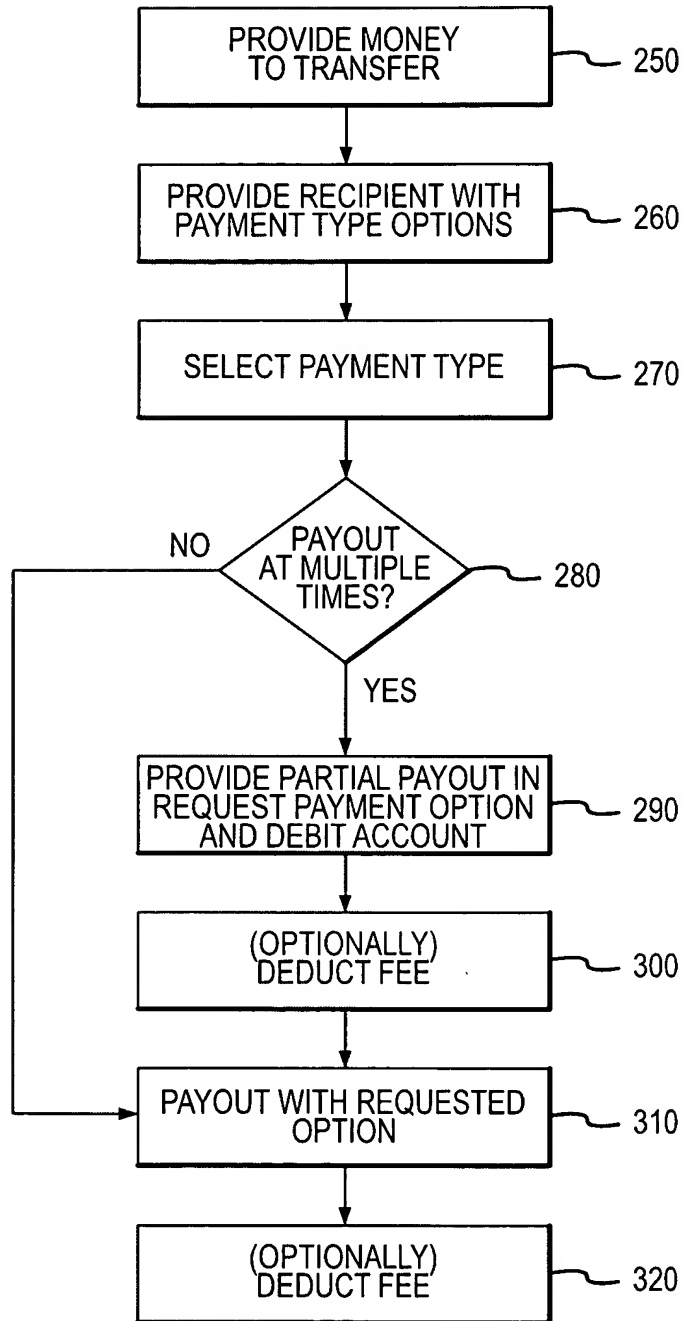 PROVIDE MONEY
TO TRANSFER
250
PROVIDE RECIPIENT WITH
PAYMENT TYPE OPTIONS
260
SELECT PAYMENT TYPE
270
NO
PAYOUT
AT MULTIPLE
TIMES?
280
YES
PROVIDE PARTIAL PAYOUT IN
REQUEST PAYMENT OPTION
AND DEBIT ACCOUNT
290
(OPTIONALLY)
DEDUCT FEE
300
PAYOUT WITH REQUESTED
OPTION
310
(OPTIONALLY)
DEDUCT FEE
320